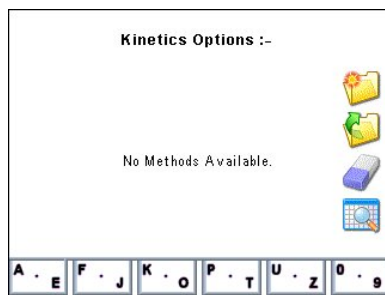 Kinetics Options :-
No Methods Available.
A . E F . J K . O P . T U . Z 0 . 9